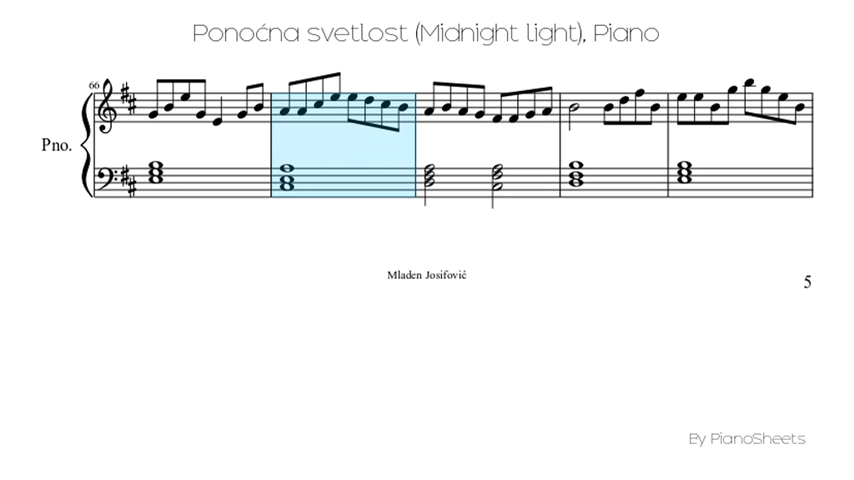 Ponoćna svetlost (Midnight light), Piano
66
Pno.
Mladen Josifović
5
By PianoSheets